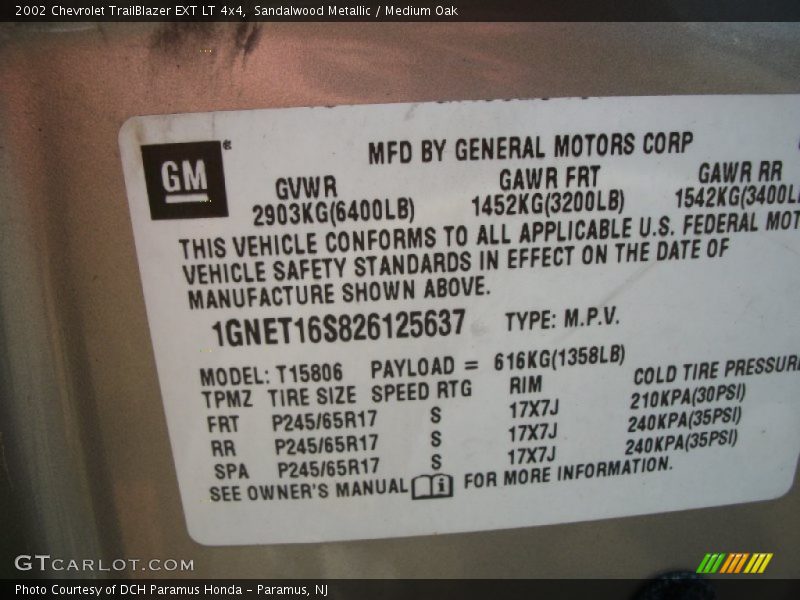 2002 Chevrolet TrailBlazer EXT LT 4x4, Sandalwood Metallic / Medium Oak
GM
MFD BY GENERAL MOTORS CORP
GVWR GAWR FRT GAWR RR
2903KG(6400LB) 1452KG(3200LB) 1542KG(3400L
THIS VEHICLE CONFORMS TO ALL APPLICABLE U.S. FEDERAL MOT
VEHICLE SAFETY STANDARDS IN EFFECT ON THE DATE OF
MANUFACTURE SHOWN ABOVE.
1GNET16S826125637 TYPE: M.P.V.
MODEL: T15806 PAYLOAD = 616KG(1358LB)
TPMZ TIRE SIZE SPEED RTG RIM COLD TIRE PRESSURE
FRT P245/65R17 S 17X7J 210KPA(30PSI)
RR P245/65R17 S 17X7J 240KPA(35PSI)
SPA P245/65R17 S 17X7J 240KPA(35PSI)
SEE OWNER'S MANUAL i FOR MORE INFORMATION.
GTCARLOT.COM
Photo Courtesy of DCH Paramus Honda - Paramus, NJ